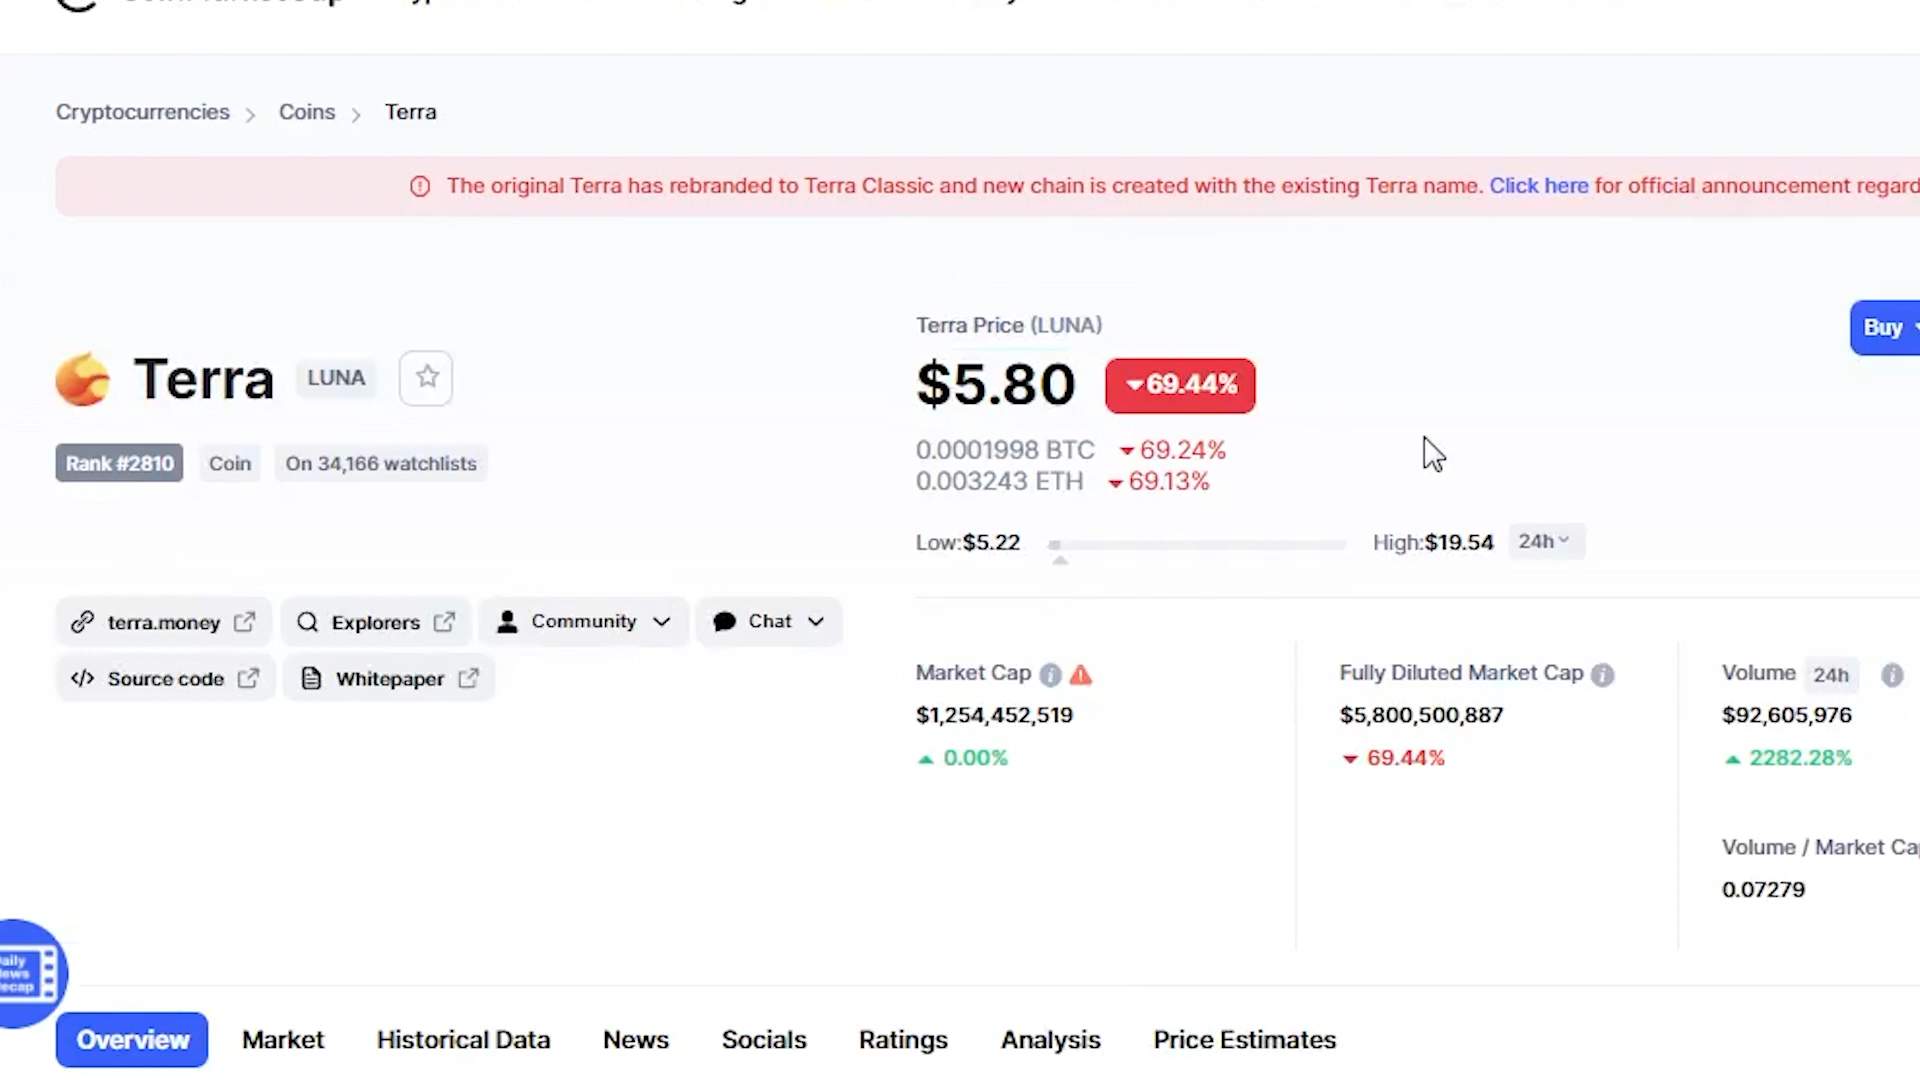 Cryptocurrencies > Coins > Terra
The original Terra has rebranded to Terra Classic and new chain is created with the existing Terra name. Click here for official announcement regard
Terra Price (LUNA)
Buy
Terra LUNA
$5.80 69.44%
Rank #2810 Coin On 34,166 watchlists
0.0001998 BTC 69.24%
0.003243 ETH 69.13%
Low:$5.22 High:$19.54 24h
terra.money Explorers Community Chat
Source code Whitepaper
Market Cap
$1,254,452,519
0.00%
Fully Diluted Market Cap
$5,800,500,887
69.44%
Volume 24h
$92,605,976
2282.28%
Volume / Market Cap
0.07279
Overview Market Historical Data News Socials Ratings Analysis Price Estimates